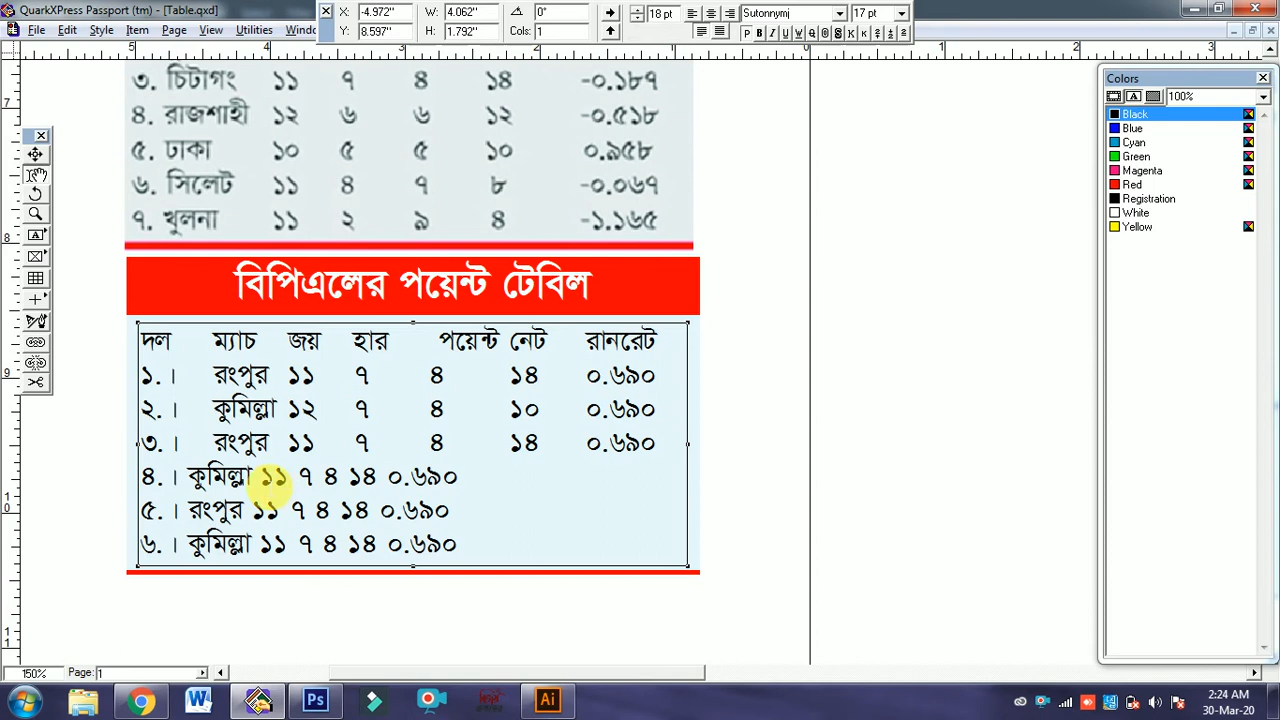 QuarkXPress Passport (tm) - [Table.qxd]
File Edit Style Item Page View Utilities Windo
X: -4.972" W: 4.062" 0° 18 pt Sutonnymj 17 pt
Y: 8.597" H: 1.792" Cols: 1
৩. চিটাগং ১১ ৭ ৪ ১৪ -০.১৮৭
৪. রাজশাহী ১২ ৬ ৬ ১২ -০.৫১৮
৫. ঢাকা ১০ ৫ ৫ ১০ ০.৯৫৮
৬. সিলেট ১১ ৪ ৭ ৮ -০.০৬৭
৭. খুলনা ১১ ২ ৯ ৪ -১.১৬৫
বিপিএলের পয়েন্ট টেবিল
দল ম্যাচ জয় হার পয়েন্ট নেট রানরেট
১.। রংপুর ১১ ৭ ৪ ১৪ ০.৬৯০
২.। কুমিল্লা ১২ ৭ ৪ ১০ ০.৬৯০
৩.। রংপুর ১১ ৭ ৪ ১৪ ০.৬৯০
৪.। কুমিল্লা ১১ ৭ ৪ ১৪ ০.৬৯০
৫.। রংপুর ১১ ৭ ৪ ১৪ ০.৬৯০
৬.। কুমিল্লা ১১ ৭ ৪ ১৪ ০.৬৯০
Colors
100%
Black
Blue
Cyan
Green
Magenta
Red
Registration
White
Yellow
150% Page: 1
2:24 AM
30-Mar-20